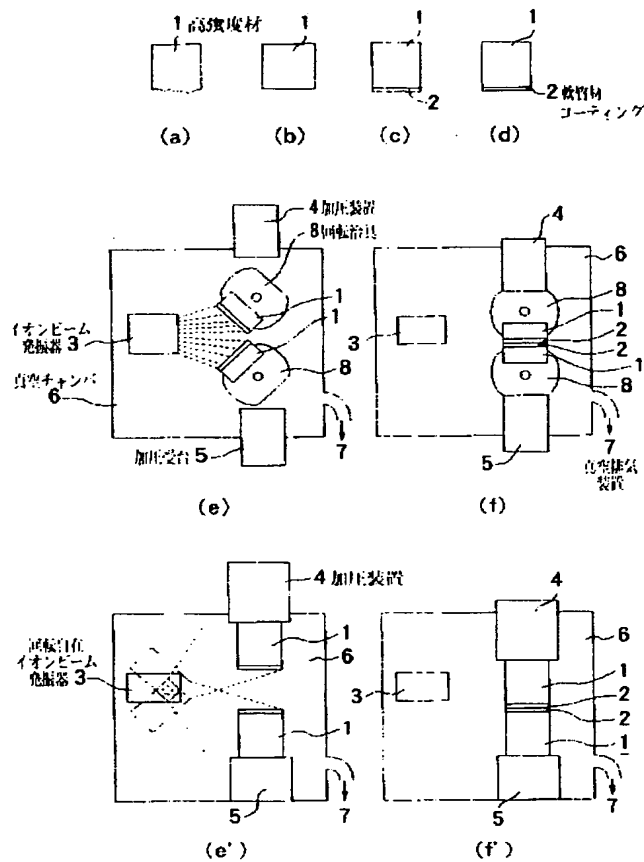 1 高強度材
1
1
1
2
2 軟質材
コーティング
(a)
(b)
(c)
(d)
4 加圧装置
8 回転治具
1
1
イオンビーム
発振器 3
真空チャンバ
6
8
加圧受台 5
7
(e)
4
6
8
1
2
2
1
8
3
5
7
真空排気
装置
(f)
4 加圧装置
1
6
回転自在
イオンビーム
発振器 3
1
5
7
(e')
4
6
1
2
2
1
3
5
7
(f')